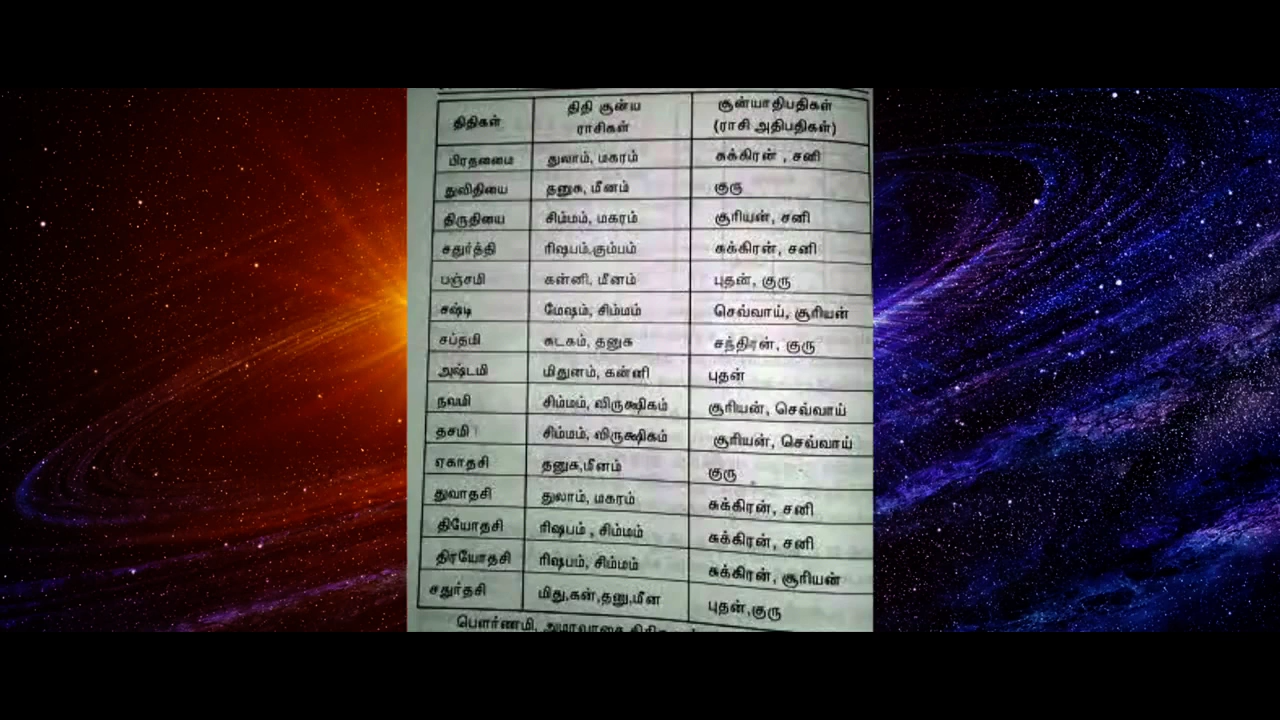 திதிகள் திதி சூன்ய ராசிகள் சூன்யாதிபதிகள் (ராசி அதிபதிகள்)
பிரதமை துலாம், மகரம் சுக்கிரன் , சனி
துவிதியை தனுசு, மீனம் குரு
திருதியை சிம்மம், மகரம் சூரியன், சனி
சதுர்த்தி ரிஷபம்,கும்பம் சுக்கிரன், சனி
பஞ்சமி கன்னி, மீனம் புதன், குரு
சஷ்டி மேஷம், சிம்மம் செவ்வாய், சூரியன்
சப்தமி கடகம், தனுசு சந்திரன், குரு
அஷ்டமி மிதுனம், கன்னி புதன்
நவமி சிம்மம், விருக்ஷிகம் சூரியன், செவ்வாய்
தசமி சிம்மம், விருக்ஷிகம் சூரியன், செவ்வாய்
ஏகாதசி தனுசு,மீனம் குரு
துவாதசி துலாம், மகரம் சுக்கிரன், சனி
தியோதசி ரிஷபம் , சிம்மம் சுக்கிரன், சனி
திரயோதசி ரிஷபம், சிம்மம் சுக்கிரன், சூரியன்
சதுர்தசி மிது,கன்,தனு,மீன புதன்,குரு
பௌர்ணமி, அமாவாசை